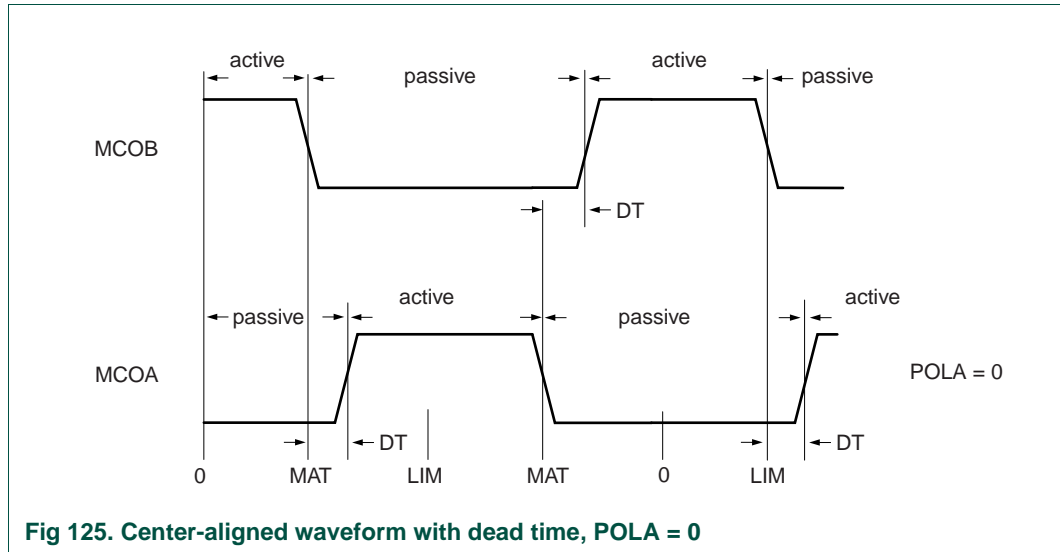 active
passive
active
passive
MCOB
DT
active
active
passive
passive
MCOA
POLA = 0
DT
DT
0
MAT
LIM
MAT
0
LIM
Fig 125. Center-aligned waveform with dead time, POLA = 0